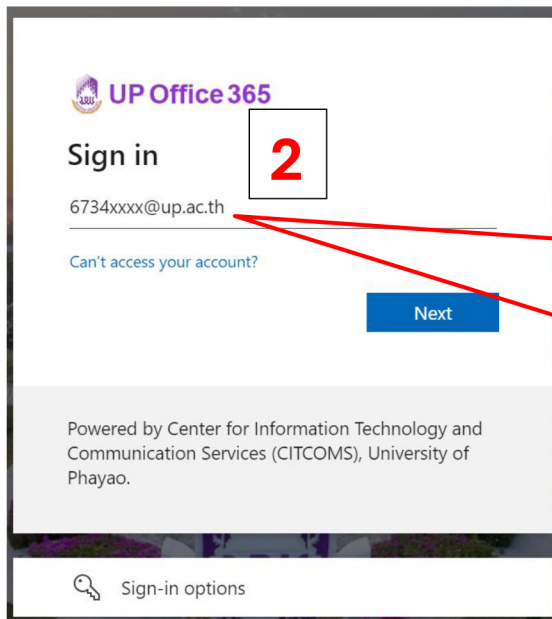 UP Office 365
Sign in
2
6734xxxx@up.ac.th
Can't access your account?
Next
Powered by Center for Information Technology and
Communication Services (CITCOMS), University of
Phayao.
Sign-in options